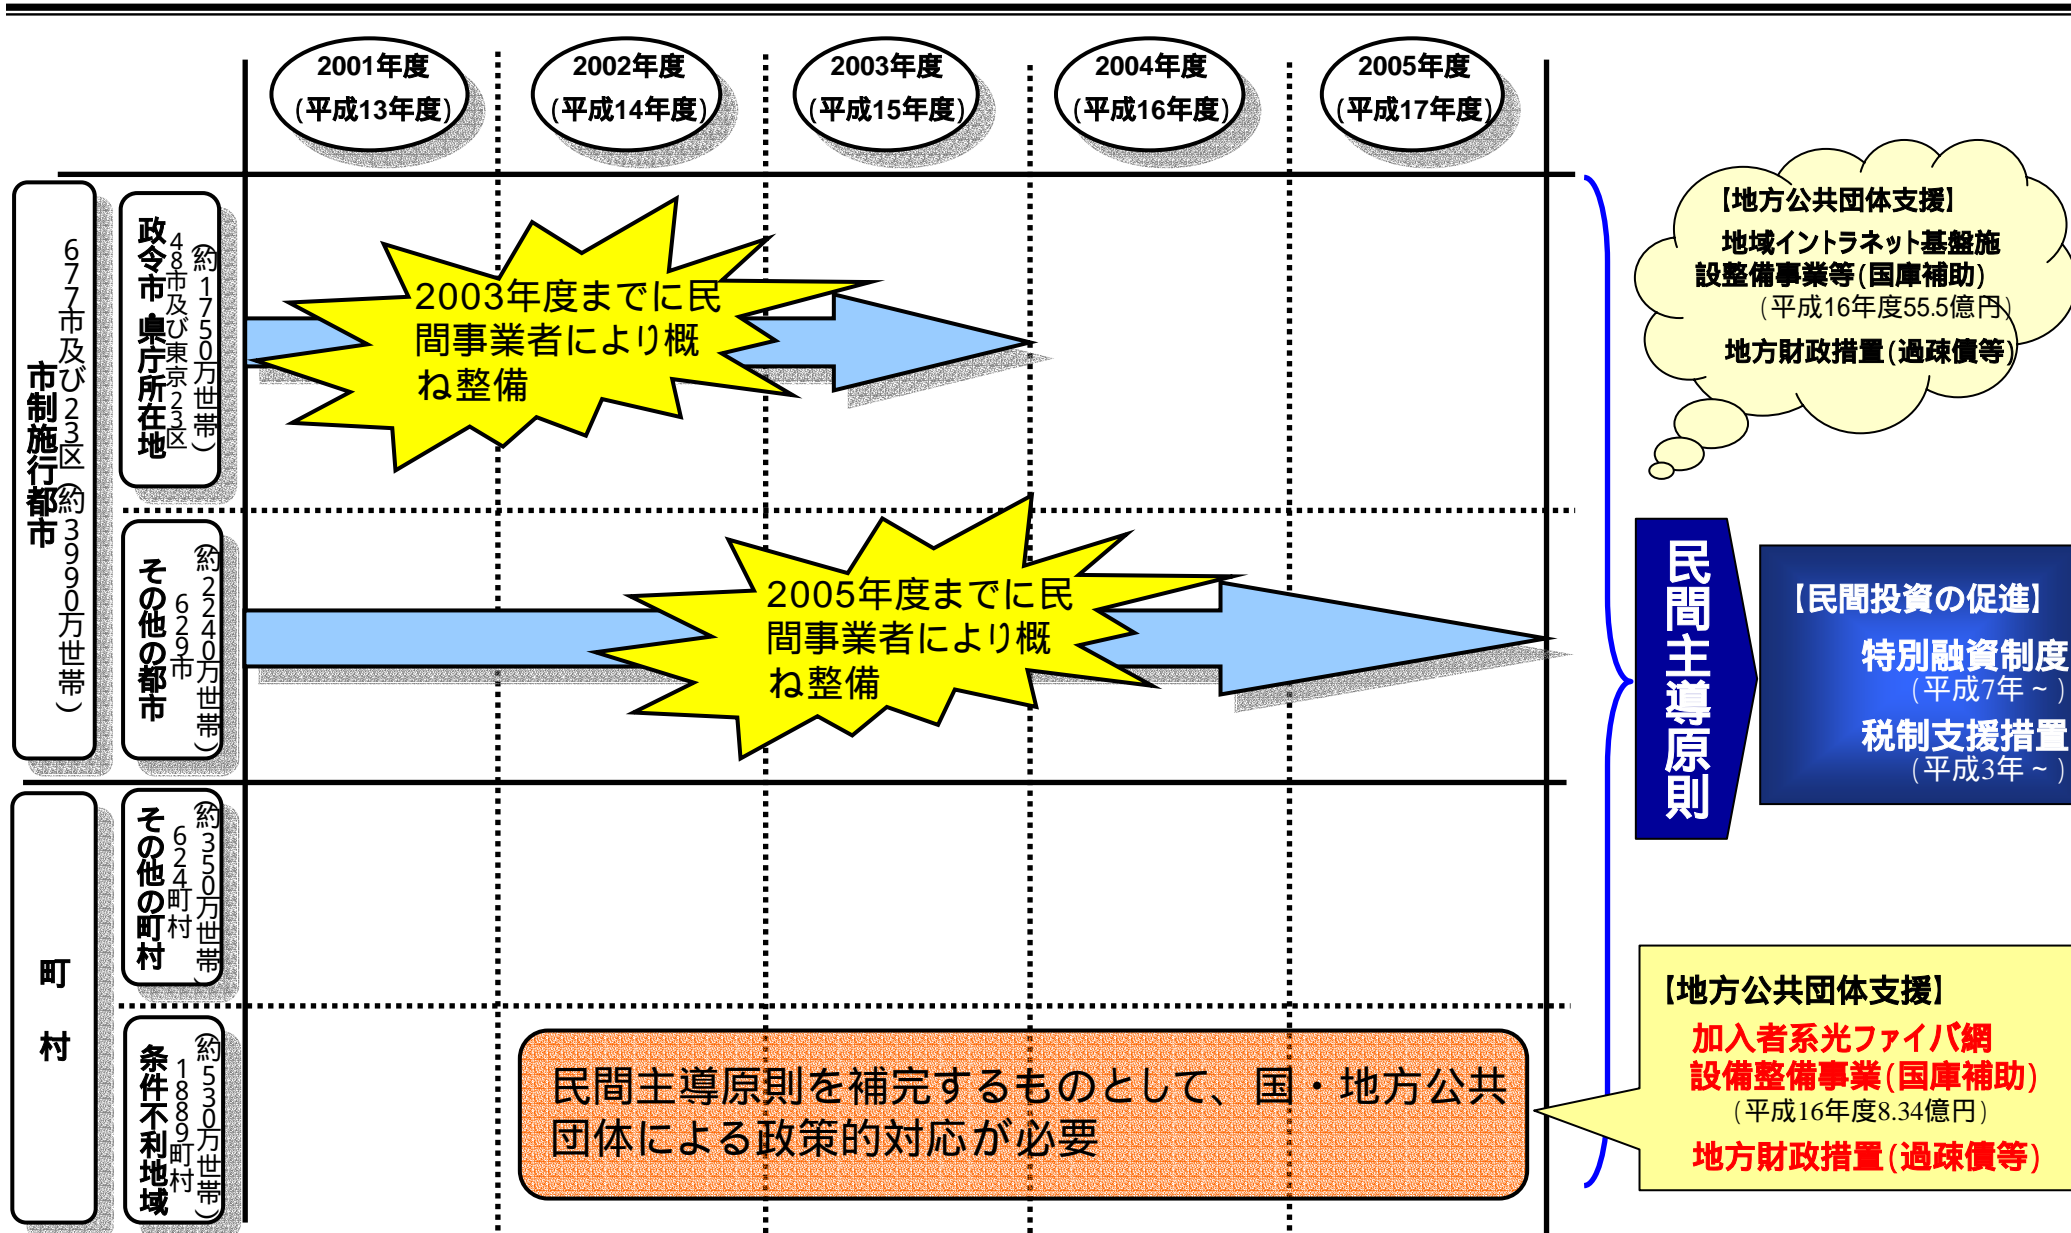 2001年度
(平成13年度)
2002年度
(平成14年度)
2003年度
(平成15年度)
2004年度
(平成16年度)
2005年度
(平成17年度)
市制施行都市
677市及び23区(約3990万世帯)
政令市 県庁所在地
48市及び東京23区
(約1750万世帯)
2003年度までに民
間事業者により概
ね整備
その他の都市
629市
(約2240万世帯)
2005年度までに民
間事業者により概
ね整備
町 村
その他の町村
624町村
(約350万世帯)
条件不利地域
1889町村
(約530万世帯)
民間主導原則を補完するものとして、国・地方公共
団体による政策的対応が必要
【地方公共団体支援】
地域イントラネット基盤施
設整備事業等(国庫補助)
(平成16年度55.5億円)
地方財政措置(過疎債等)
民間主導原則
【民間投資の促進】
特別融資制度
(平成7年~)
税制支援措置
(平成3年~)
【地方公共団体支援】
加入者系光ファイバ網
設備整備事業(国庫補助)
(平成16年度8.34億円)
地方財政措置(過疎債等)